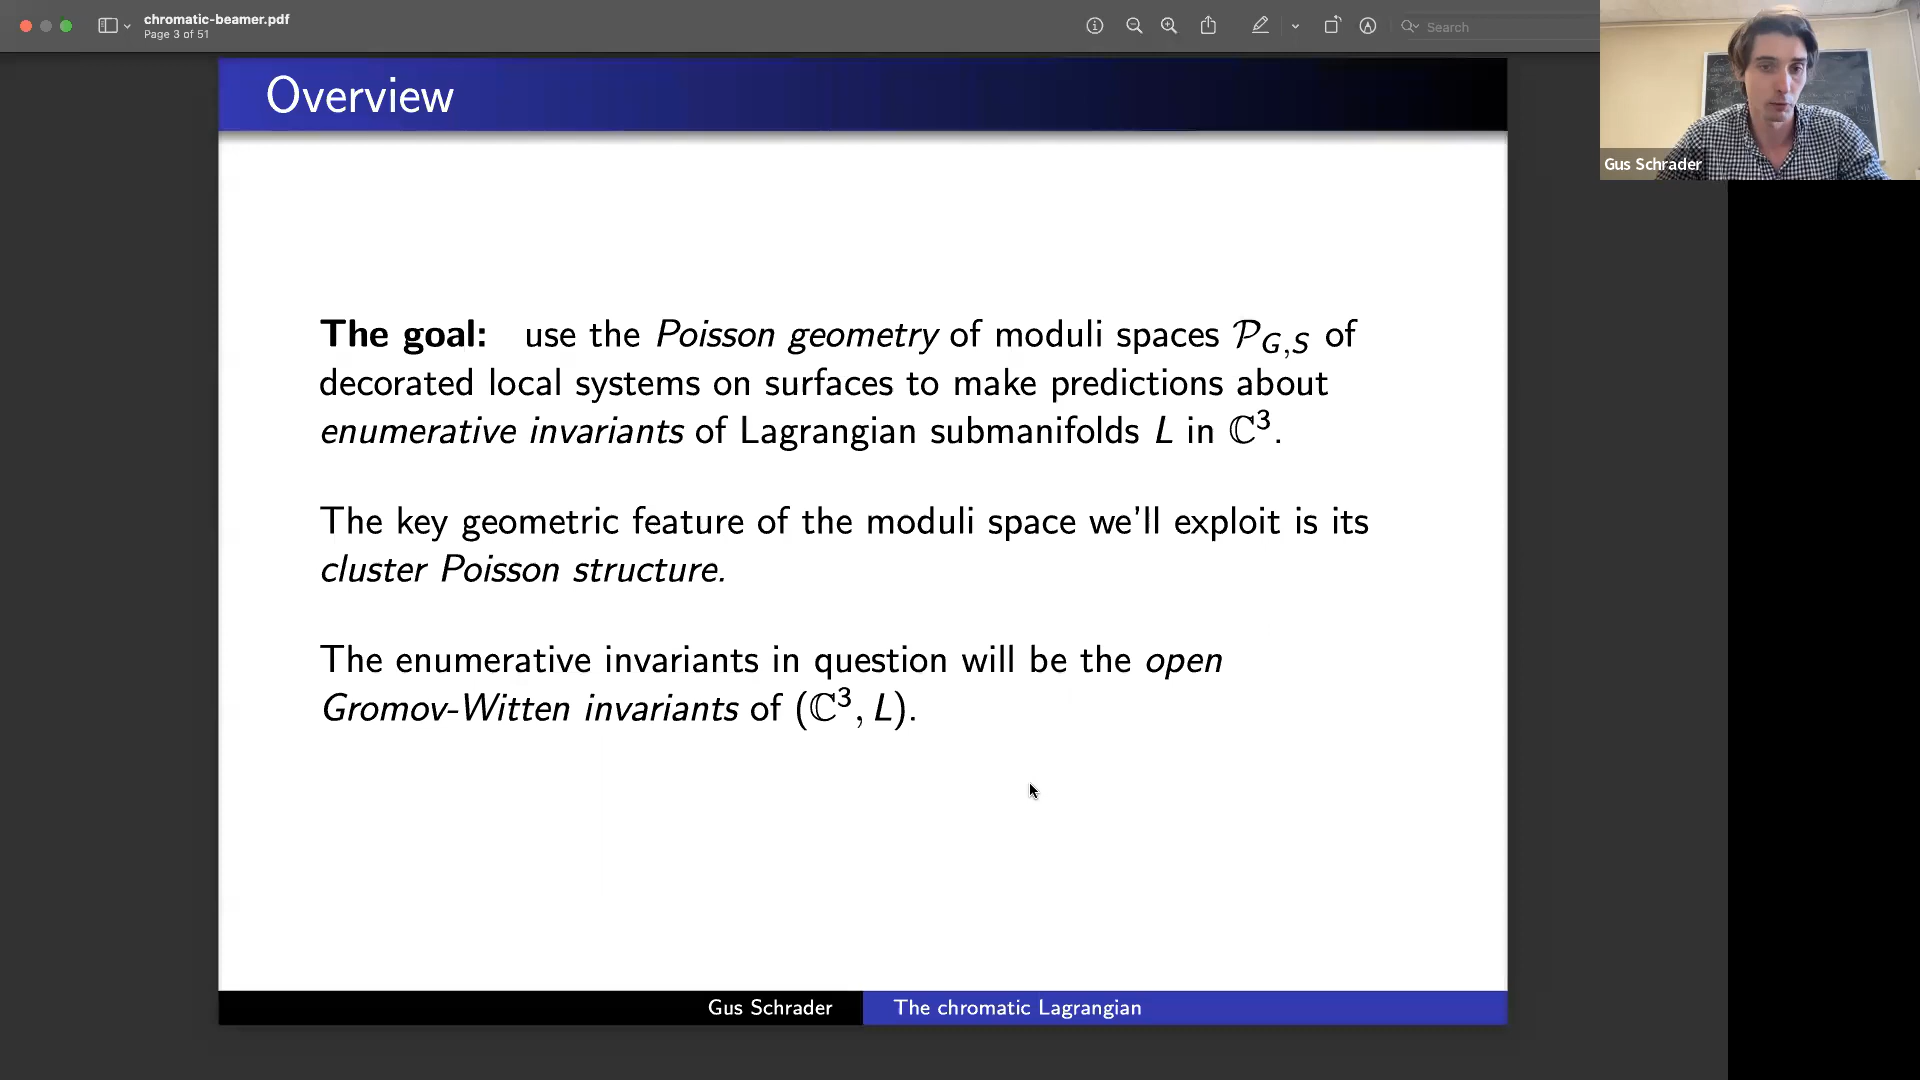 chromatic-beamer.pdf
Page 3 of 51
Search
Gus Schrader
Overview
The goal: use the Poisson geometry of moduli spaces 𝒫_{G,S} of
decorated local systems on surfaces to make predictions about
enumerative invariants of Lagrangian submanifolds L in ℂ³.
The key geometric feature of the moduli space we'll exploit is its
cluster Poisson structure.
The enumerative invariants in question will be the open
Gromov-Witten invariants of (ℂ³, L).
Gus Schrader
The chromatic Lagrangian